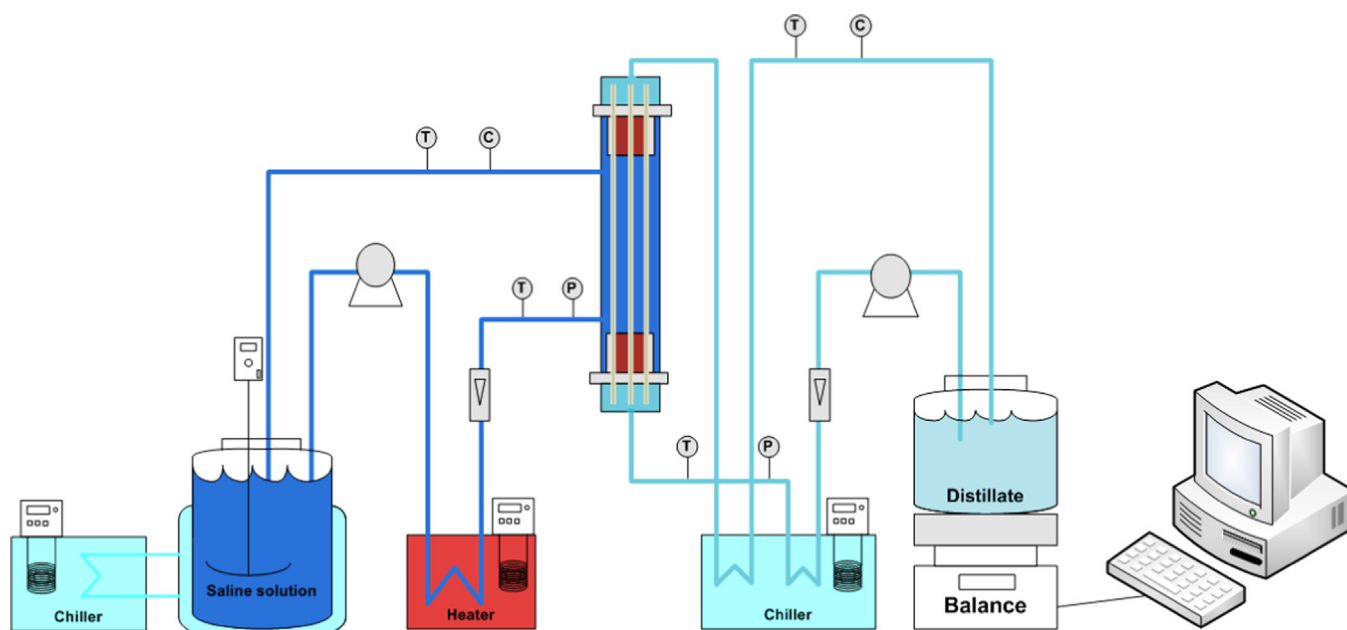 T
C
T
C
T
P
T
P
Saline solution
Chiller
Heater
Chiller
Distillate
Balance